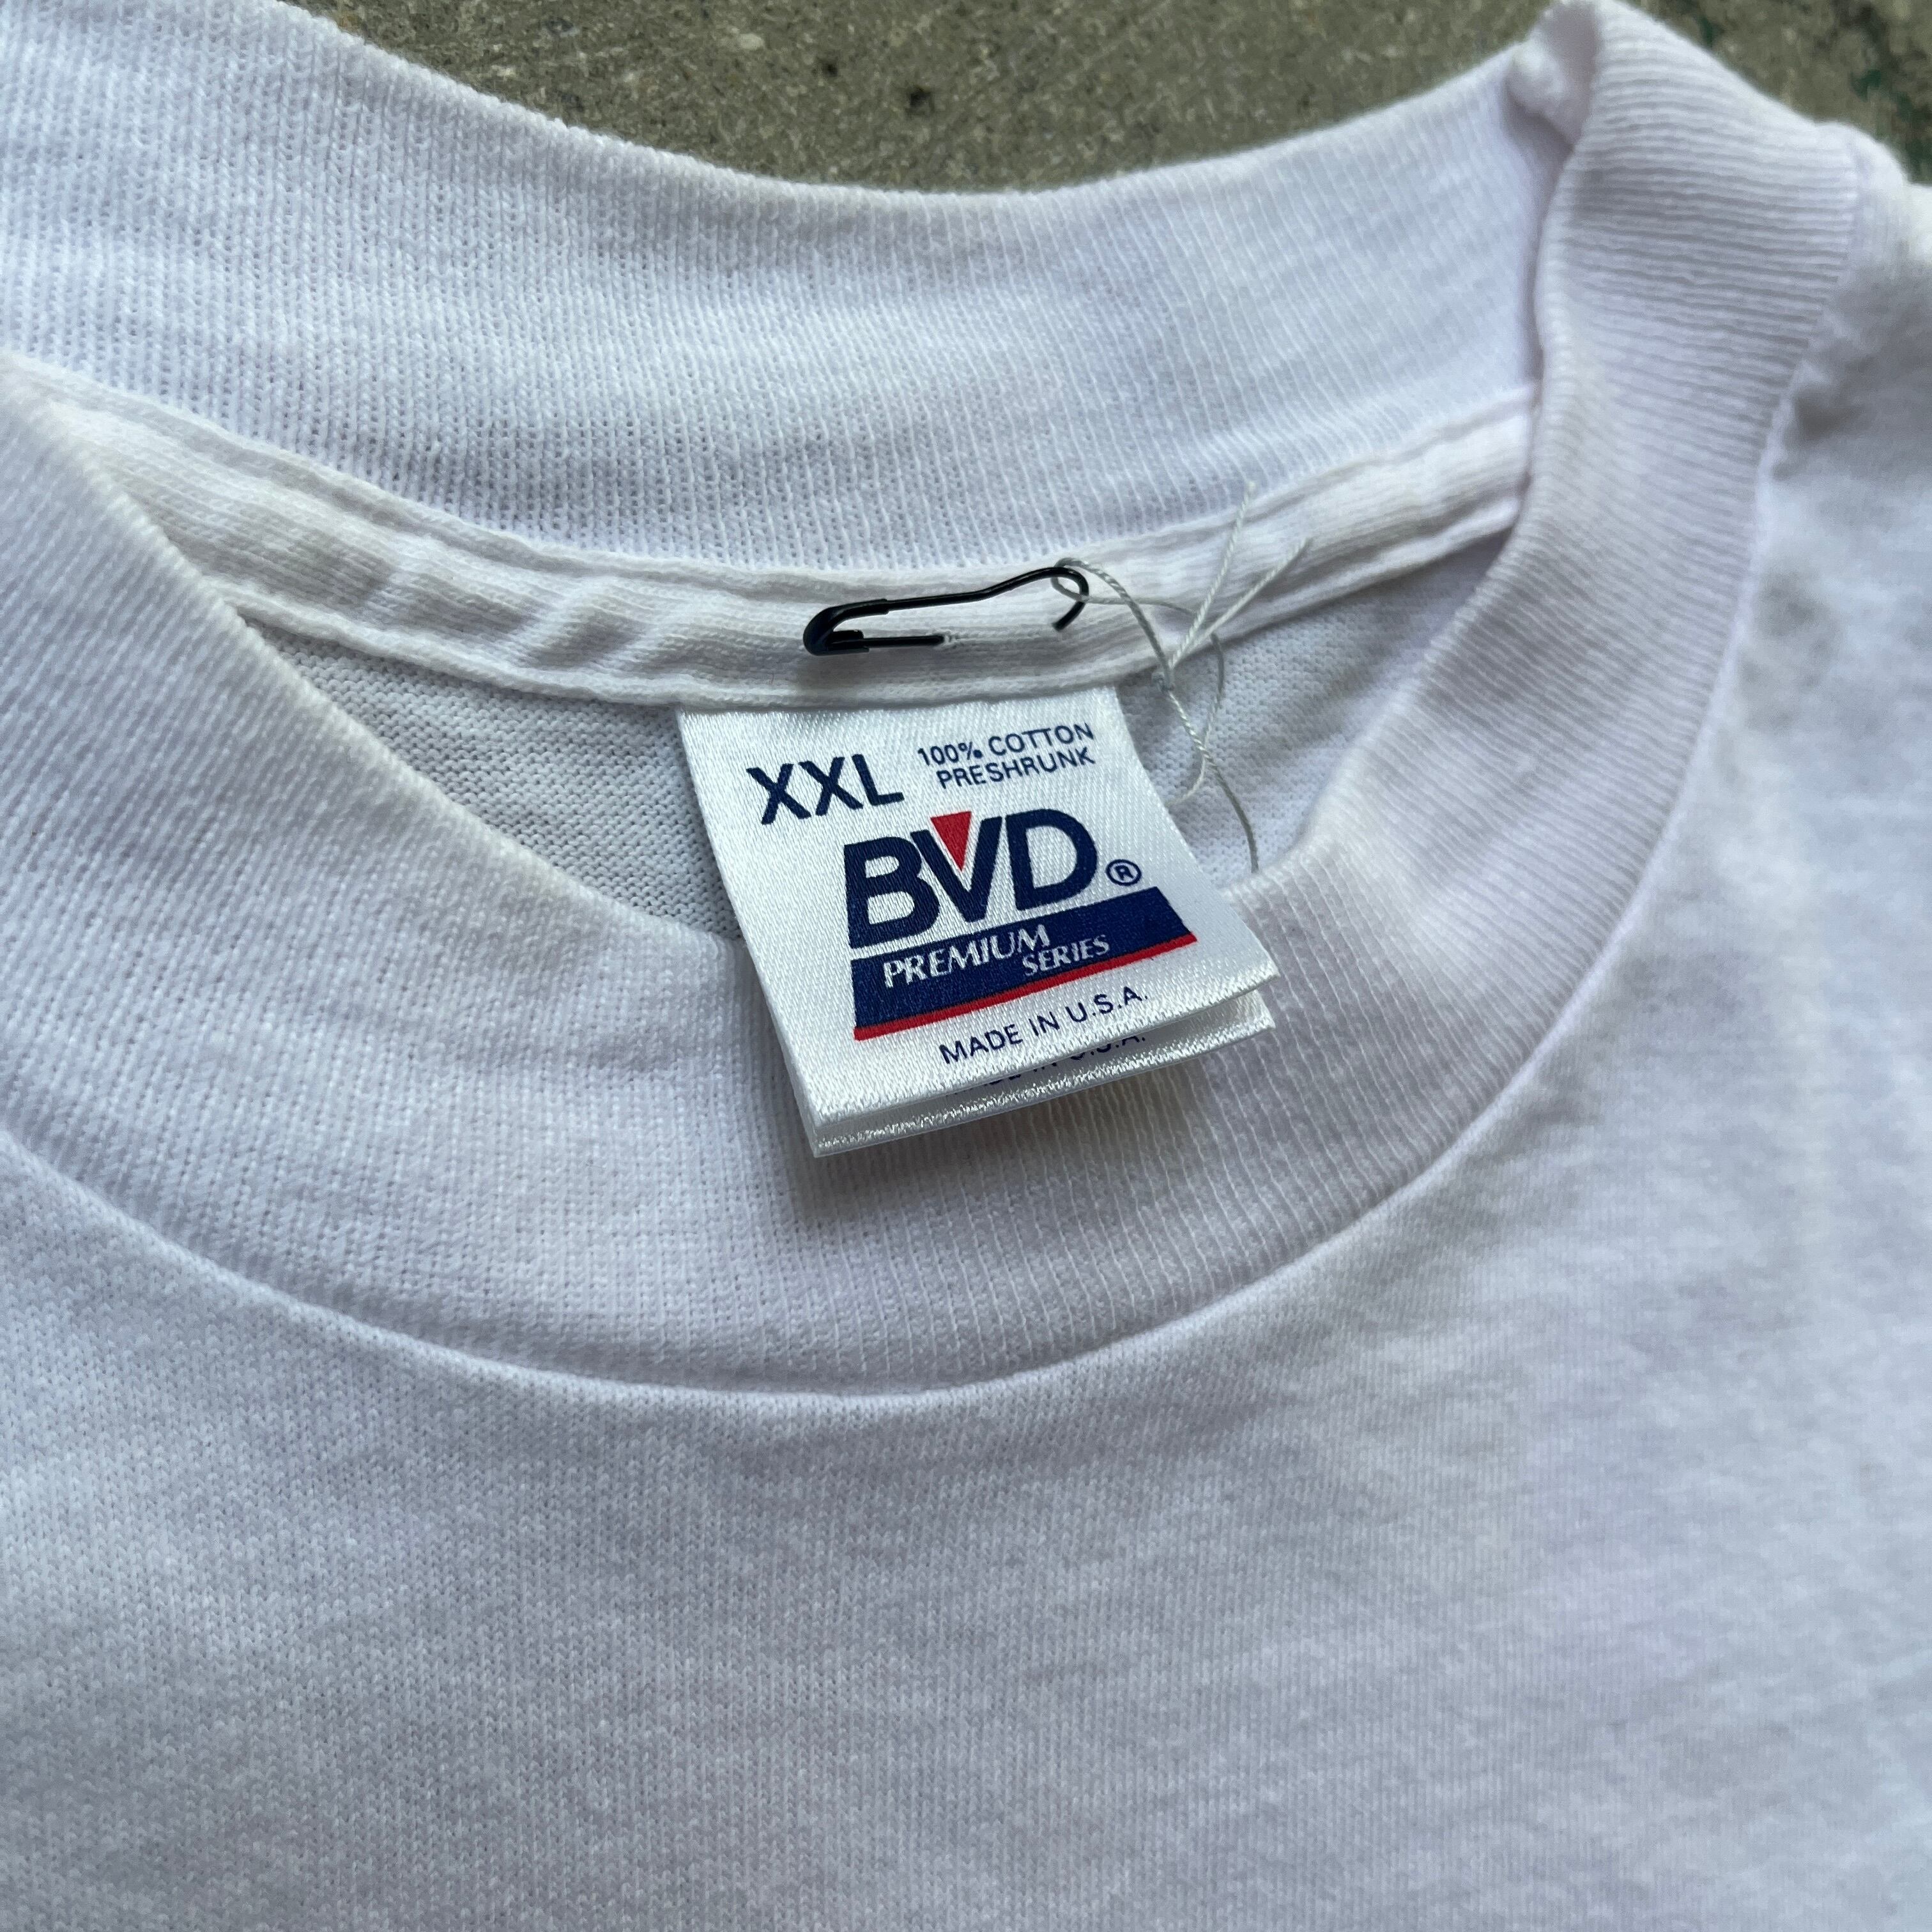 XXL
100% COTTON
PRESHRUNK
BVD®
PREMIUM
SERIES
MADE IN U.S.A.
U.S.A.